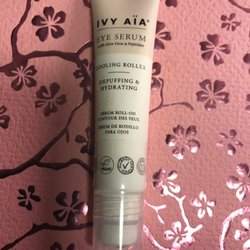 IVY AÏA
EYE SERUM
with Aloe Vera & Peptides
COOLING ROLLER
DEPUFFING &
HYDRATING
SÉRUM ROLL-ON
CONTOUR DES YEUX
SÉRUM DE RODILLO
PARA OJOS
VEGAN